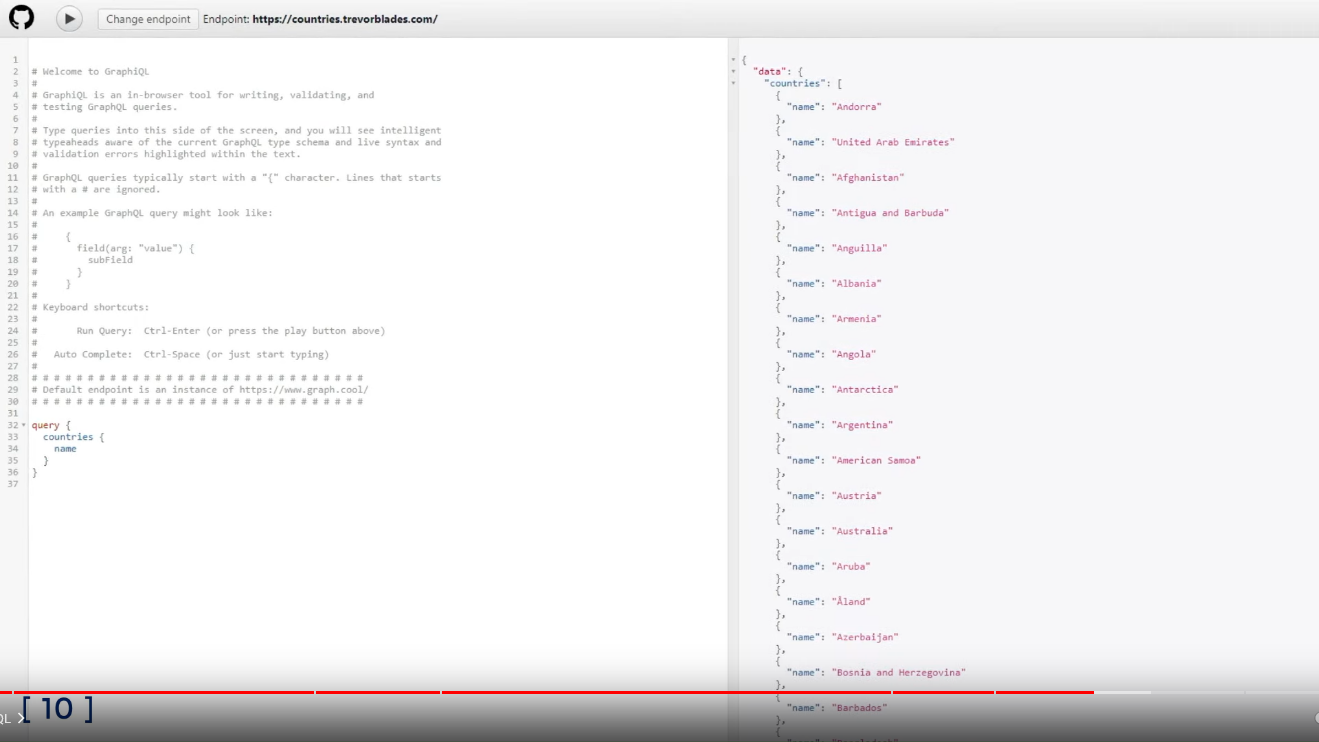 Change endpoint Endpoint: https://countries.trevorblades.com/
1
2 # Welcome to GraphiQL
3 #
4 # GraphiQL is an in-browser tool for writing, validating, and
5 # testing GraphQL queries.
6 #
7 # Type queries into this side of the screen, and you will see intelligent
8 # typeaheads aware of the current GraphQL type schema and live syntax and
9 # validation errors highlighted within the text.
10 #
11 # GraphQL queries typically start with a "{" character. Lines that starts
12 # with a # are ignored.
13 #
14 # An example GraphQL query might look like:
15 #
16 #     {
17 #       field(arg: "value") {
18 #         subField
19 #       }
20 #     }
21 #
22 # Keyboard shortcuts:
23 #
24 #       Run Query:  Ctrl-Enter (or press the play button above)
25 #
26 #   Auto Complete:  Ctrl-Space (or just start typing)
27 #
28 # # # # # # # # # # # # # # # # # # # # # # # # # # # # # #
29 # Default endpoint is an instance of https://www.graph.cool/
30 # # # # # # # # # # # # # # # # # # # # # # # # # # # # # #
31
32 query {
33   countries {
34     name
35   }
36 }
37
{
"data": {
"countries": [
{
"name": "Andorra"
},
{
"name": "United Arab Emirates"
},
{
"name": "Afghanistan"
},
{
"name": "Antigua and Barbuda"
},
{
"name": "Anguilla"
},
{
"name": "Albania"
},
{
"name": "Armenia"
},
{
"name": "Angola"
},
{
"name": "Antarctica"
},
{
"name": "Argentina"
},
{
"name": "American Samoa"
},
{
"name": "Austria"
},
{
"name": "Australia"
},
{
"name": "Aruba"
},
{
"name": "Åland"
},
{
"name": "Azerbaijan"
},
{
"name": "Bosnia and Herzegovina"
},
{
"name": "Barbados"
},
{
QL
[ 10 ]